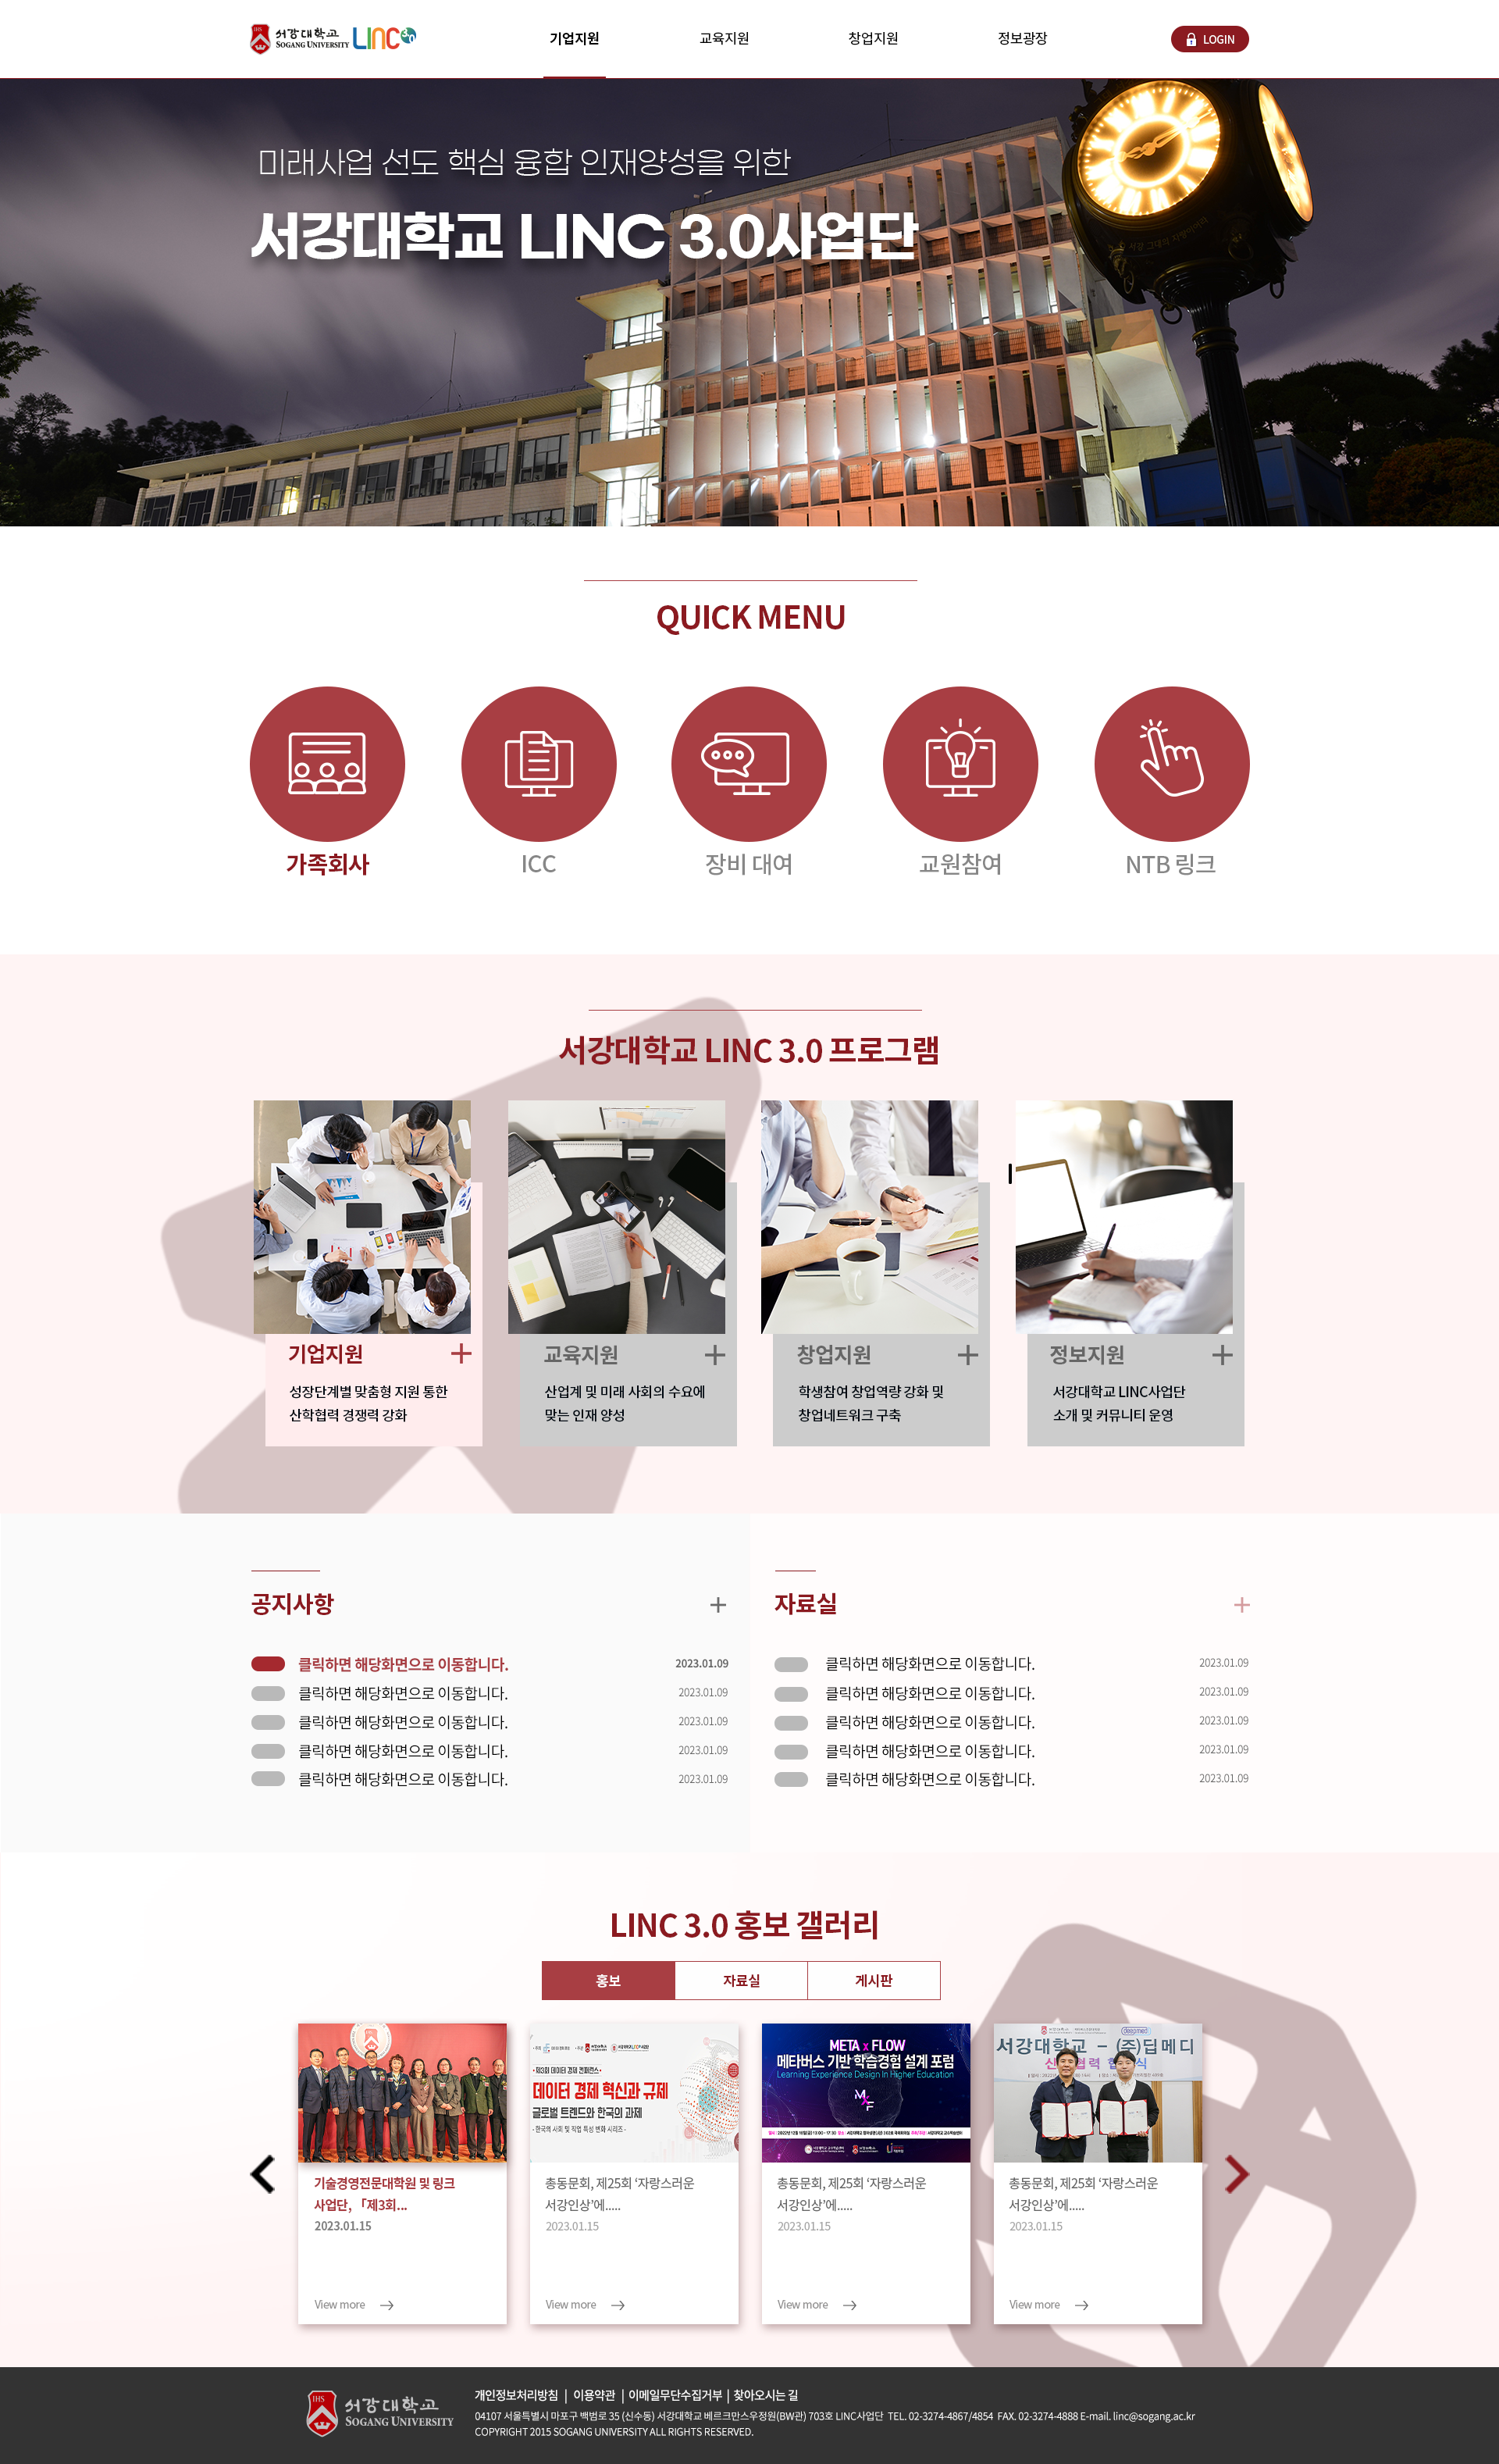 서강대학교
SOGANG UNIVERSITY
LINC 3.0
기업지원
교육지원
창업지원
정보광장
LOGIN
미래사업 선도 핵심 융합 인재양성을 위한
서강대학교 LINC 3.0사업단
QUICK MENU
가족회사
ICC
장비 대여
교원참여
NTB 링크
서강대학교 LINC 3.0 프로그램
기업지원
성장단계별 맞춤형 지원 통한
산학협력 경쟁력 강화
교육지원
산업계 및 미래 사회의 수요에
맞는 인재 양성
창업지원
학생참여 창업역량 강화 및
창업네트워크 구축
정보지원
서강대학교 LINC사업단
소개 및 커뮤니티 운영
공지사항
클릭하면 해당화면으로 이동합니다. 2023.01.09
클릭하면 해당화면으로 이동합니다. 2023.01.09
클릭하면 해당화면으로 이동합니다. 2023.01.09
클릭하면 해당화면으로 이동합니다. 2023.01.09
클릭하면 해당화면으로 이동합니다. 2023.01.09
자료실
클릭하면 해당화면으로 이동합니다. 2023.01.09
클릭하면 해당화면으로 이동합니다. 2023.01.09
클릭하면 해당화면으로 이동합니다. 2023.01.09
클릭하면 해당화면으로 이동합니다. 2023.01.09
클릭하면 해당화면으로 이동합니다. 2023.01.09
LINC 3.0 홍보 갤러리
홍보
자료실
게시판
기술경영전문대학원 및 링크
사업단, 「제3회...
2023.01.15
View more
데이터 경제 혁신과 규제
글로벌 트렌드와 한국의 과제
총동문회, 제25회 ‘자랑스러운
서강인상’에.....
2023.01.15
View more
META x FLOW
메타버스 기반 학습경험 설계 포럼
Learning Experience Design In Higher Education
총동문회, 제25회 ‘자랑스러운
서강인상’에.....
2023.01.15
View more
deepmedi
서강대학교 – (주)딥메디
총동문회, 제25회 ‘자랑스러운
서강인상’에.....
2023.01.15
View more
IHS
서강대학교
SOGANG UNIVERSITY
개인정보처리방침 | 이용약관 | 이메일무단수집거부 | 찾아오시는 길
04107 서울특별시 마포구 백범로 35 (신수동) 서강대학교 베르크만스우정원(BW관) 703호 LINC사업단 TEL. 02-3274-4867/4854 FAX. 02-3274-4888 E-mail. linc@sogang.ac.kr
COPYRIGHT 2015 SOGANG UNIVERSITY ALL RIGHTS RESERVED.